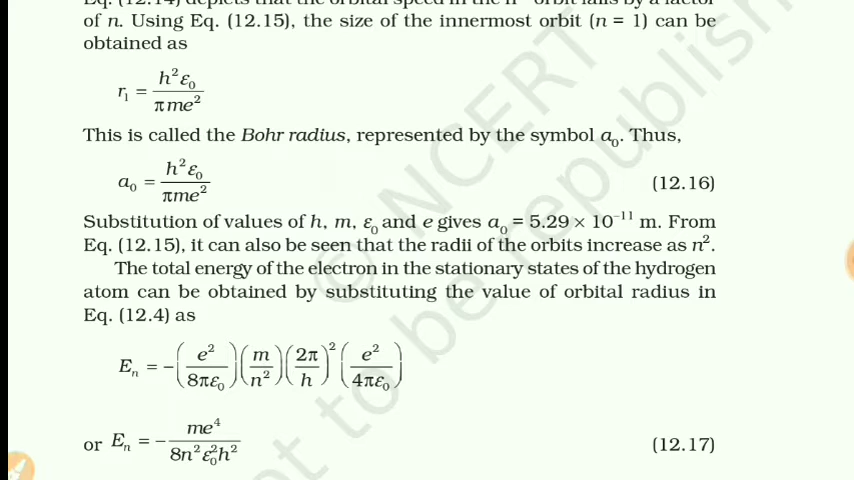 of n. Using Eq. (12.15), the size of the innermost orbit (n = 1) can be
obtained as
r₁ = h²ε₀ / πme²
This is called the Bohr radius, represented by the symbol a₀. Thus,
a₀ = h²ε₀ / πme² (12.16)
Substitution of values of h, m, ε₀ and e gives a₀ = 5.29 × 10⁻¹¹ m. From
Eq. (12.15), it can also be seen that the radii of the orbits increase as n².
The total energy of the electron in the stationary states of the hydrogen
atom can be obtained by substituting the value of orbital radius in
Eq. (12.4) as
Eₙ = −(e² / 8πε₀)(m / n²)(2π / h)²(e² / 4πε₀)
or Eₙ = − me⁴ / 8n²ε₀²h² (12.17)
© NCERT
not to be republish